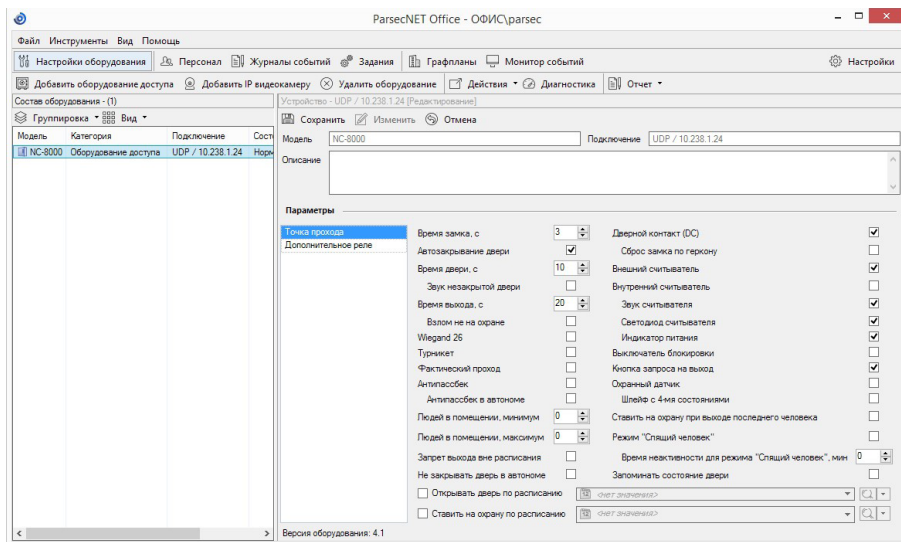 ParsecNET Office - ОФИС\parsec
Файл Инструменты Вид Помощь
Настройки оборудования Персонал Журналы событий Задания Графпланы Монитор событий Настройки
Добавить оборудование доступа Добавить IP видеокамеру Удалить оборудование Действия Диагностика Отчет
Состав оборудования - (1)
Устройство - UDP / 10.238.1.24 [Редактирование]
Группировка Вид
Сохранить Изменить Отмена
Модель Категория Подключение Состо
NC-8000 Оборудование доступа UDP / 10.238.1.24 Норм
Модель NC-8000 Подключение UDP / 10.238.1.24
Описание
Параметры
Точка прохода
Дополнительное реле
Время замка, с 3 Дверной контакт (DC)
Автозакрывание двери Сброс замка по геркону
Время двери, с 10 Внешний считыватель
Звук незакрытой двери Внутренний считыватель
Время выхода, с 20 Звук считывателя
Взлом не на охране Светодиод считывателя
Wiegand 26 Индикатор питания
Турникет Выключатель блокировки
Фактический проход Кнопка запроса на выход
Антипассбек Охранный датчик
Антипассбек в автономе Шлейф с 4-мя состояниями
Людей в помещении, минимум 0 Ставить на охрану при выходе последнего человека
Людей в помещении, максимум 0 Режим "Спящий человек"
Запрет выхода вне расписания Время неактивности для режима "Спящий человек", мин 0
Не закрывать дверь в автономе Запоминать состояние двери
Открывать дверь по расписанию <нет значения>
Ставить на охрану по расписанию <нет значения>
Версия оборудования: 4.1